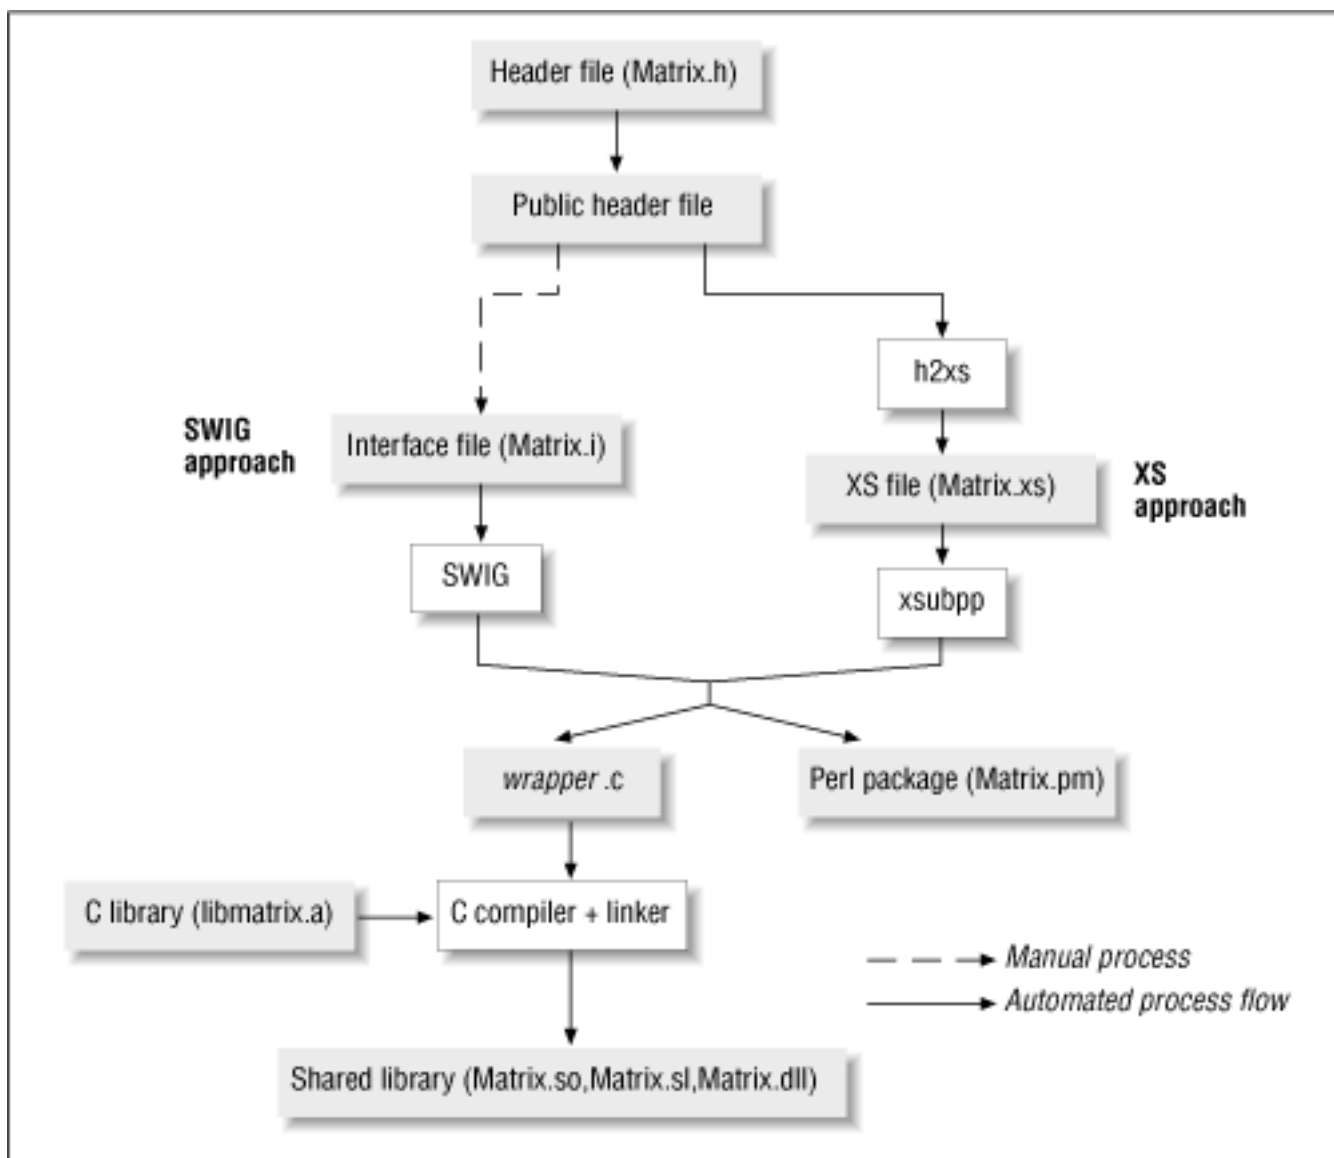 Header file (Matrix.h)
Public header file
h2xs
SWIG
approach
Interface file (Matrix.i)
XS file (Matrix.xs)
XS
approach
SWIG
xsubpp
wrapper .c
Perl package (Matrix.pm)
C library (libmatrix.a)
C compiler + linker
Manual process
Automated process flow
Shared library (Matrix.so,Matrix.sl,Matrix.dll)